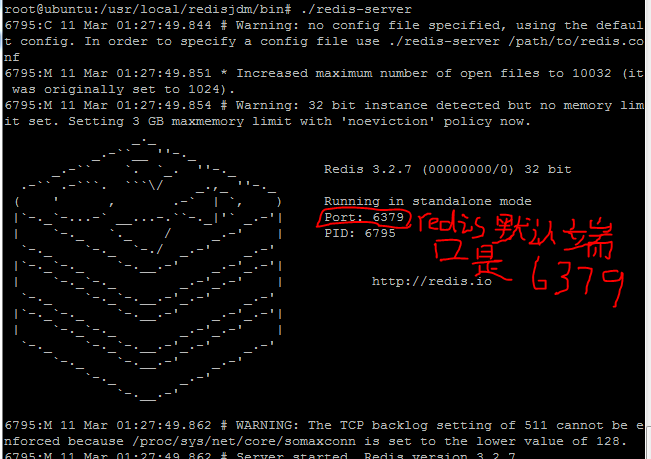 root@ubuntu:/usr/local/redisjdm/bin# ./redis-server
6795:C 11 Mar 01:27:49.844 # Warning: no config file specified, using the defaul
t config. In order to specify a config file use ./redis-server /path/to/redis.co
nf
6795:M 11 Mar 01:27:49.851 * Increased maximum number of open files to 10032 (it
 was originally set to 1024).
6795:M 11 Mar 01:27:49.854 # Warning: 32 bit instance detected but no memory lim
it set. Setting 3 GB maxmemory limit with 'noeviction' policy now.
Redis 3.2.7 (00000000/0) 32 bit
Running in standalone mode
Port: 6379
PID: 6795
redis默认端
口是 6379
http://redis.io
6795:M 11 Mar 01:27:49.862 # WARNING: The TCP backlog setting of 511 cannot be e
nforced because /proc/sys/net/core/somaxconn is set to the lower value of 128.
6795:M 11 Mar 01:27:49.862 # Server started, Redis version 3.2.7